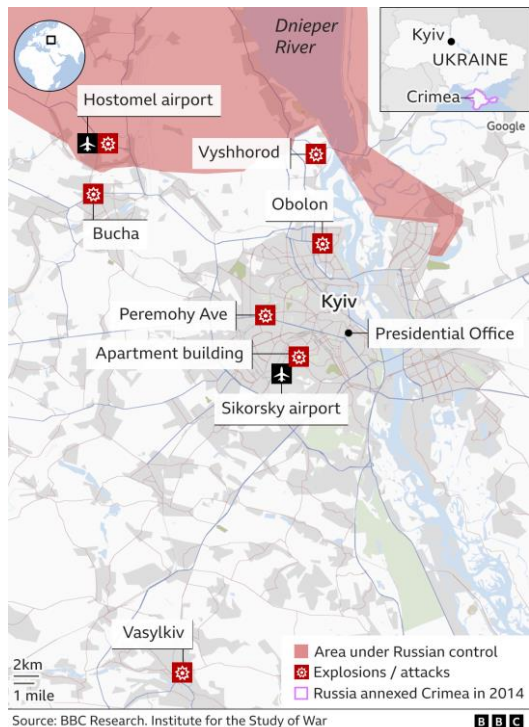 Dnieper
River
Kyiv
UKRAINE
Crimea
Google
Hostomel airport
Vyshhorod
Bucha
Obolon
Kyiv
Peremohy Ave
Presidential Office
Apartment building
Sikorsky airport
Vasylkiv
2km
1 mile
Area under Russian control
Explosions / attacks
Russia annexed Crimea in 2014
Source: BBC Research. Institute for the Study of War
BBC